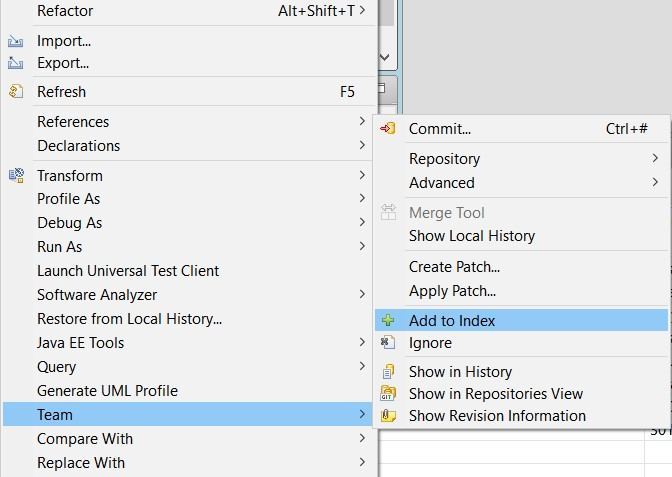 Refactor Alt+Shift+T
Import...
Export...
Refresh F5
References
Declarations
Transform
Profile As
Debug As
Run As
Launch Universal Test Client
Software Analyzer
Restore from Local History...
Java EE Tools
Query
Generate UML Profile
Team
Compare With
Replace With
Commit... Ctrl+#
Repository
Advanced
Merge Tool
Show Local History
Create Patch...
Apply Patch...
Add to Index
Ignore
Show in History
GIT Show in Repositories View
Show Revision Information